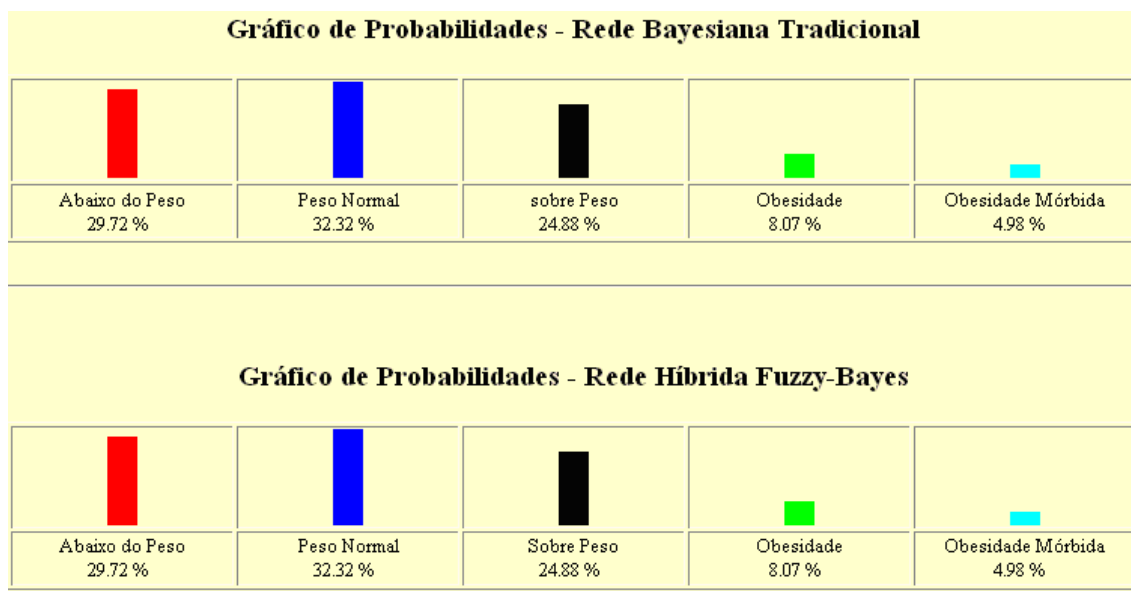 Gráfico de Probabilidades - Rede Bayesiana Tradicional
Abaixo do Peso
29.72 %
Peso Normal
32.32 %
sobre Peso
24.88 %
Obesidade
8.07 %
Obesidade Mórbida
4.98 %
Gráfico de Probabilidades - Rede Híbrida Fuzzy-Bayes
Abaixo do Peso
29.72 %
Peso Normal
32.32 %
Sobre Peso
24.88 %
Obesidade
8.07 %
Obesidade Mórbida
4.98 %